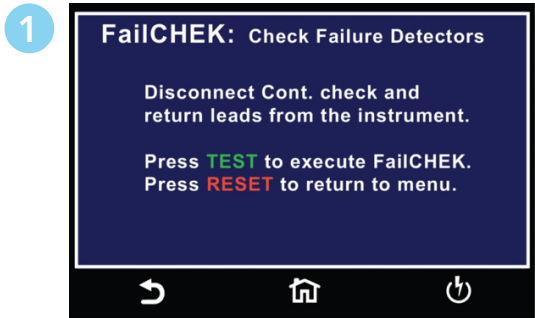 1
FailCHEK: Check Failure Detectors
Disconnect Cont. check and
return leads from the instrument.
Press TEST to execute FailCHEK.
Press RESET to return to menu.